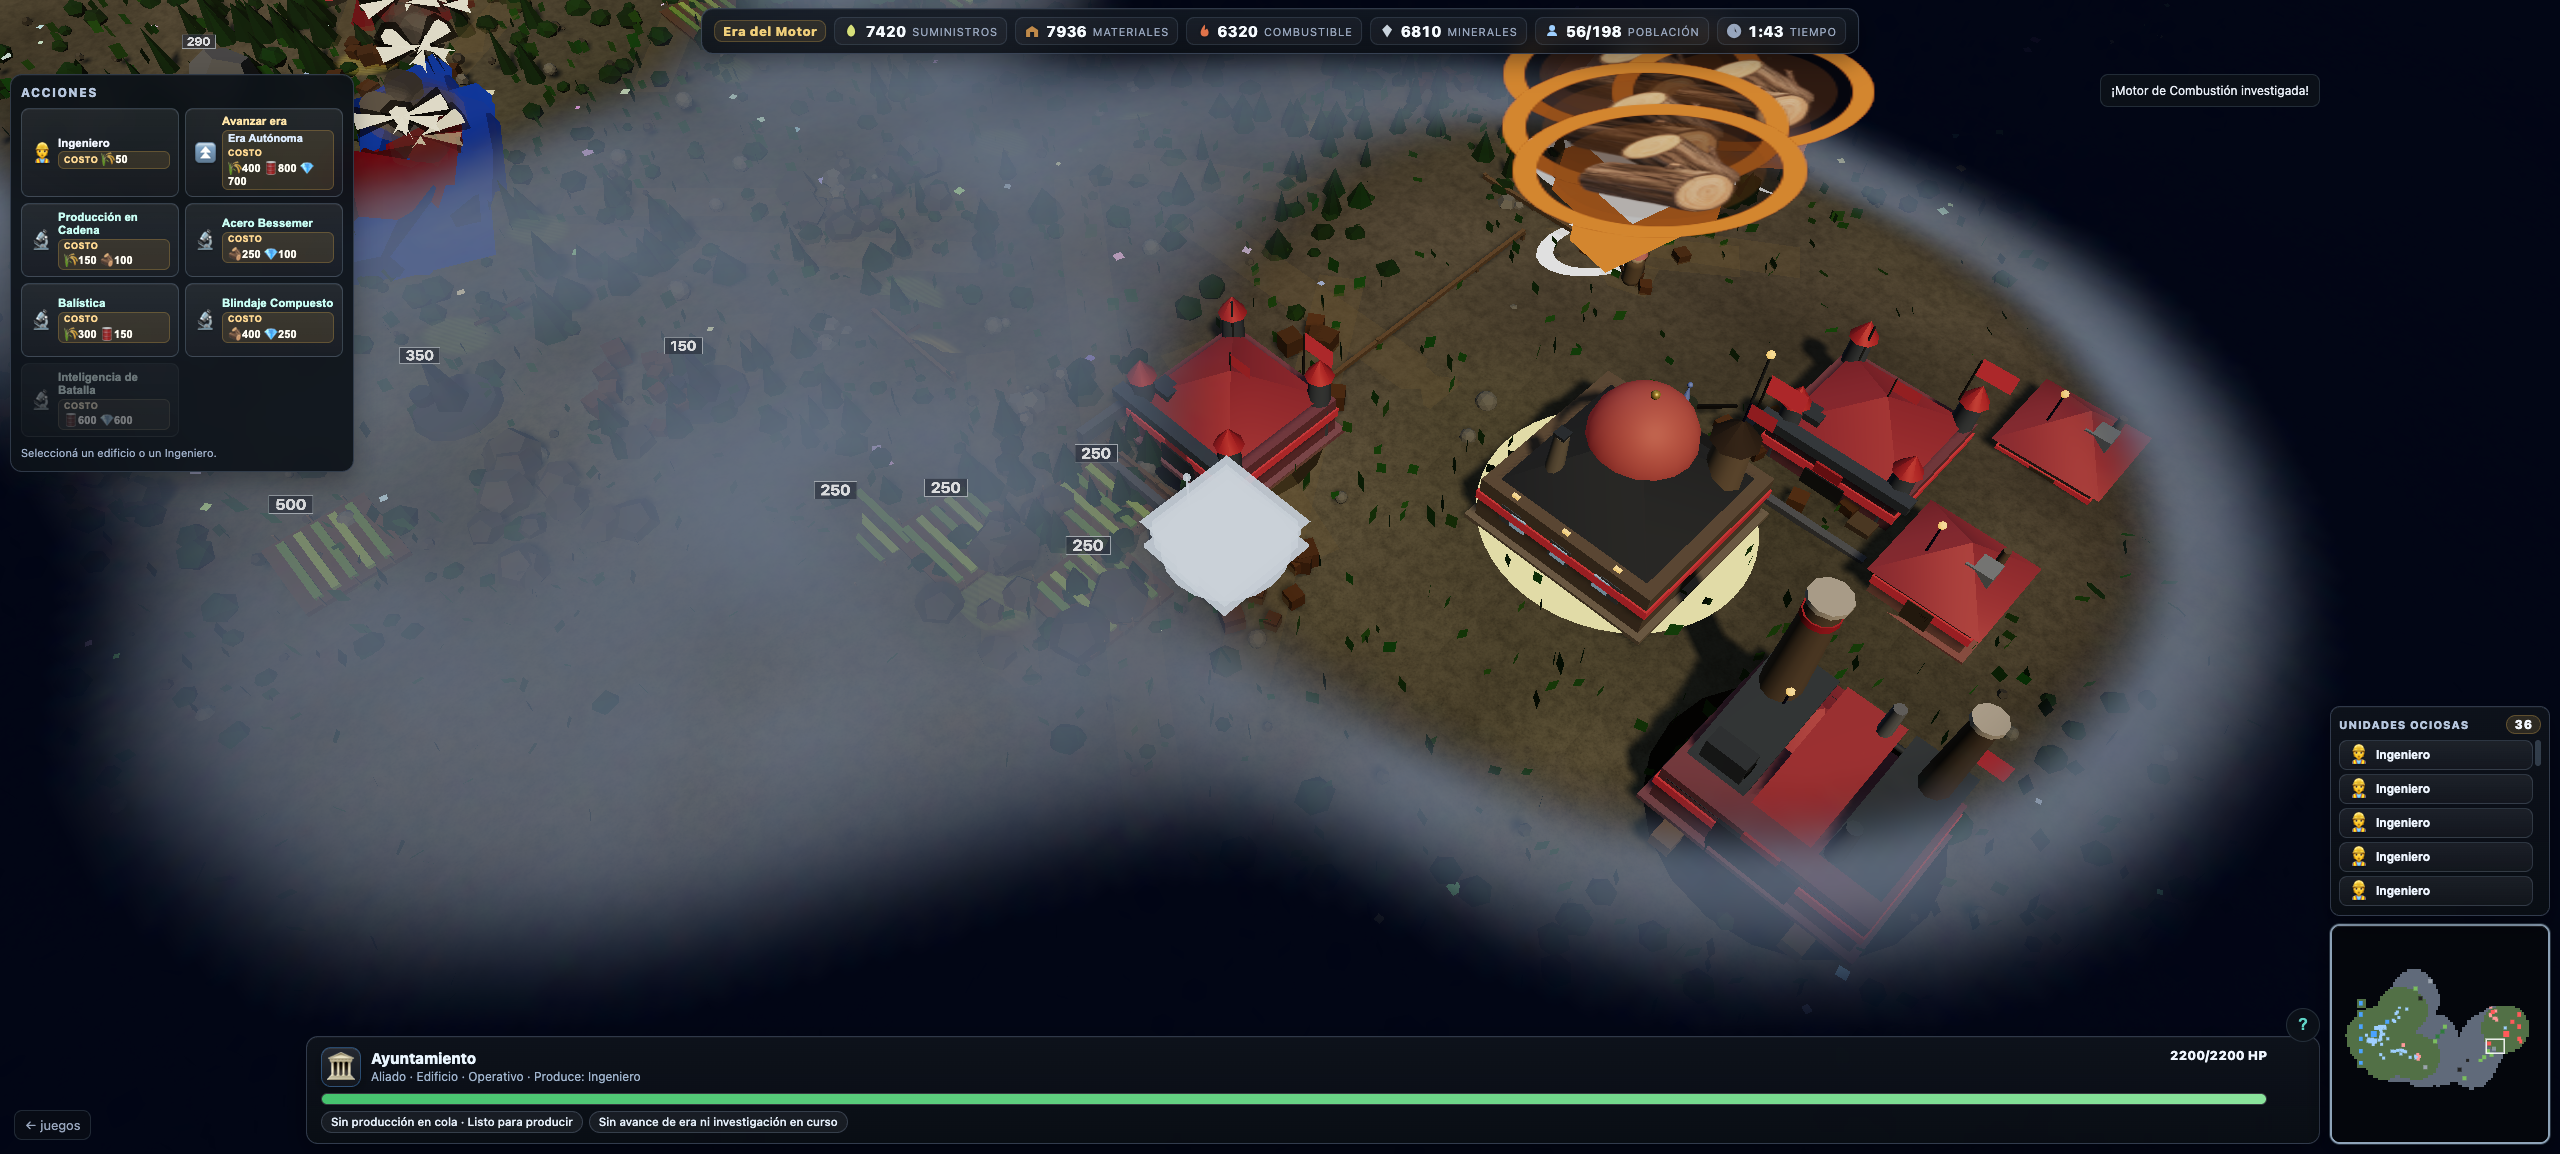 Era del Motor
7420 SUMINISTROS
7936 MATERIALES
6320 COMBUSTIBLE
6810 MINERALES
56/198 POBLACIÓN
1:43 TIEMPO
290
¡Motor de Combustión investigada!
ACCIONES
Ingeniero
COSTO 50
Avanzar era
Era Autónoma
COSTO
400 800
700
Producción en
Cadena
COSTO
150 100
Acero Bessemer
COSTO
250 100
Balística
COSTO
300 150
Blindaje Compuesto
COSTO
400 250
Inteligencia de
Batalla
COSTO
600 600
Seleccioná un edificio o un Ingeniero.
350
150
500
250
250
250
250
UNIDADES OCIOSAS 36
Ingeniero
Ingeniero
Ingeniero
Ingeniero
Ingeniero
?
Ayuntamiento
2200/2200 HP
Aliado · Edificio · Operativo · Produce: Ingeniero
Sin producción en cola · Listo para producir
Sin avance de era ni investigación en curso
← juegos